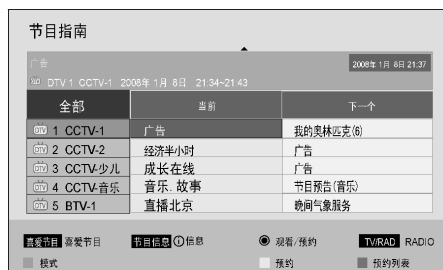 节目指南
广告
2008年 1月 8日 21:37
DTV 1 CCTV-1 2008年 1月 8日 21:34~21:43
全部 当前 下一个
DTV 1 CCTV-1 广告 我的奥林匹克(6)
DTV 2 CCTV-2 经济半小时 广告
DTV 3 CCTV-少儿 成长在线 广告
DTV 4 CCTV-音乐 音乐.故事 节目预告(音乐)
DTV 5 BTV-1 直播北京 晚间气象服务
喜爱节目 喜爱节目 节目信息 信息 观看/预约 TV/RAD RADIO
模式 预约 预约列表